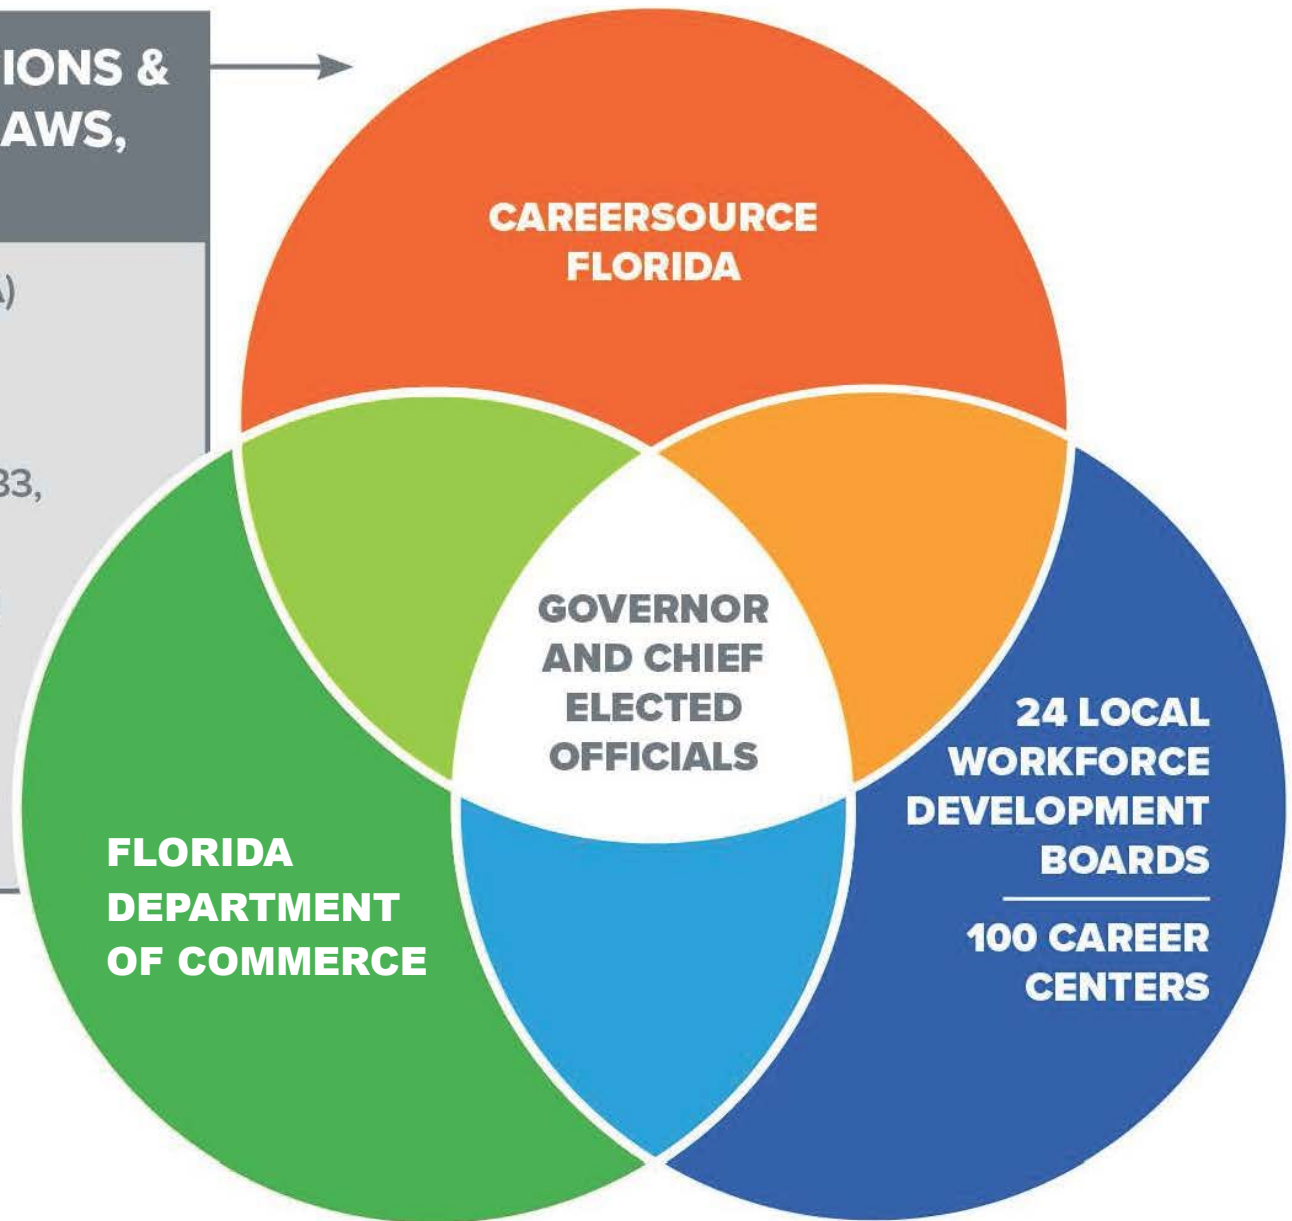 IONS &
AWS,
A)
33,
CAREERSOURCE
FLORIDA
GOVERNOR
AND CHIEF
ELECTED
OFFICIALS
24 LOCAL
WORKFORCE
DEVELOPMENT
BOARDS
100 CAREER
CENTERS
FLORIDA
DEPARTMENT
OF COMMERCE